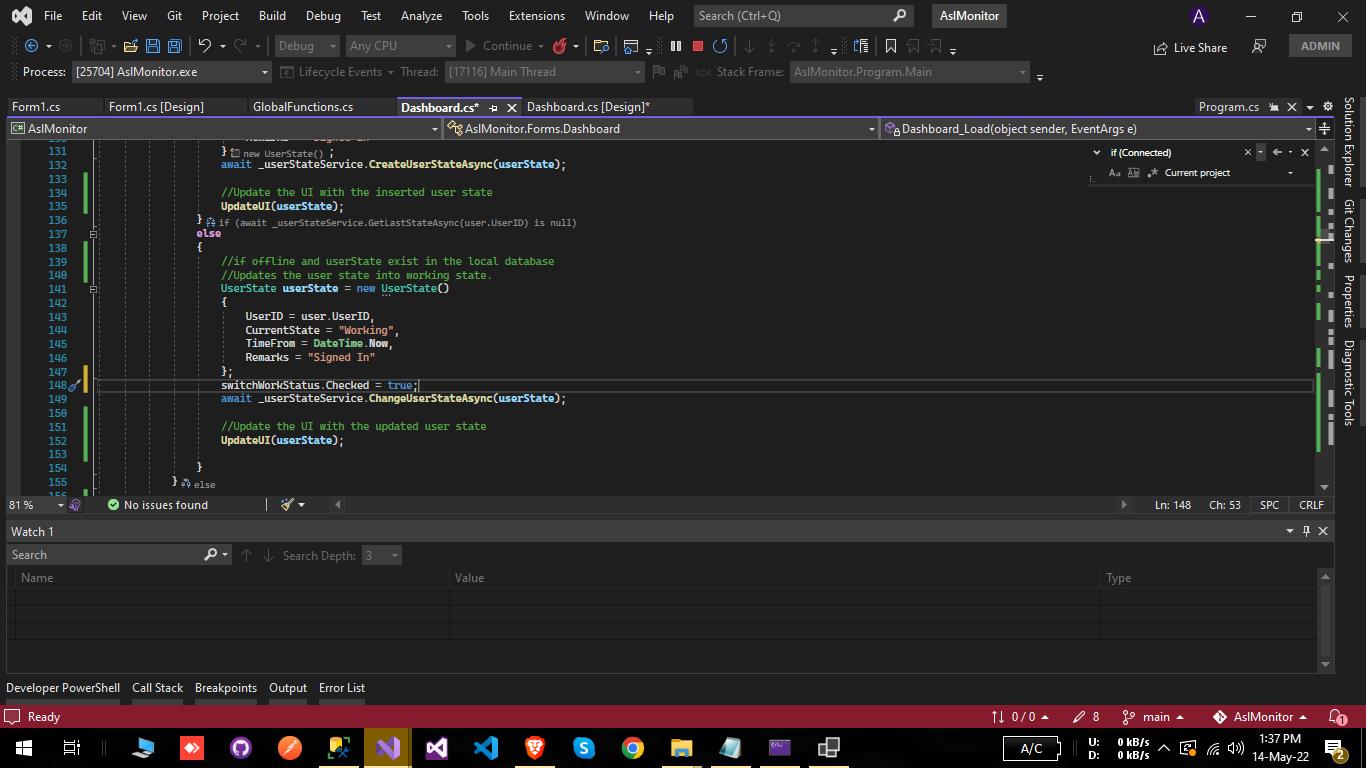 File Edit View Git Project Build Debug Test Analyze Tools Extensions Window Help Search (Ctrl+Q) AslMonitor A
Debug Any CPU Continue Live Share ADMIN
Process: [25704] AslMonitor.exe Lifecycle Events Thread: [17116] Main Thread Stack Frame: AslMonitor.Program.Main
Form1.cs Form1.cs [Design] GlobalFunctions.cs Dashboard.cs* Dashboard.cs [Design]* Program.cs
C# AslMonitor AslMonitor.Forms.Dashboard Dashboard_Load(object sender, EventArgs e)
if (Connected)
Aa Ab .* Current project
130 Remarks = "Signed In"
131 } new UserState() ;
132 await _userStateService.CreateUserStateAsync(userState);
133
134 //Update the UI with the inserted user state
135 UpdateUI(userState);
136 } if (await _userStateService.GetLastStateAsync(user.UserID) is null)
137 else
138 {
139 //if offline and userState exist in the local database
140 //Updates the user state into working state.
141 UserState userState = new UserState()
142 {
143 UserID = user.UserID,
144 CurrentState = "Working",
145 TimeFrom = DateTime.Now,
146 Remarks = "Signed In"
147 };
148 switchWorkStatus.Checked = true;
149 await _userStateService.ChangeUserStateAsync(userState);
150
151 //Update the UI with the updated user state
152 UpdateUI(userState);
153
154 }
155 } else
156
81 % No issues found Ln: 148 Ch: 53 SPC CRLF
Watch 1
Search Search Depth: 3
Name Value Type
Developer PowerShell Call Stack Breakpoints Output Error List
Ready 0 / 0 8 main AslMonitor 1
Solution Explorer
Git Changes
Properties
Diagnostic Tools
A/C U: 0 kB/s 1:37 PM
D: 0 kB/s 14-May-22 2